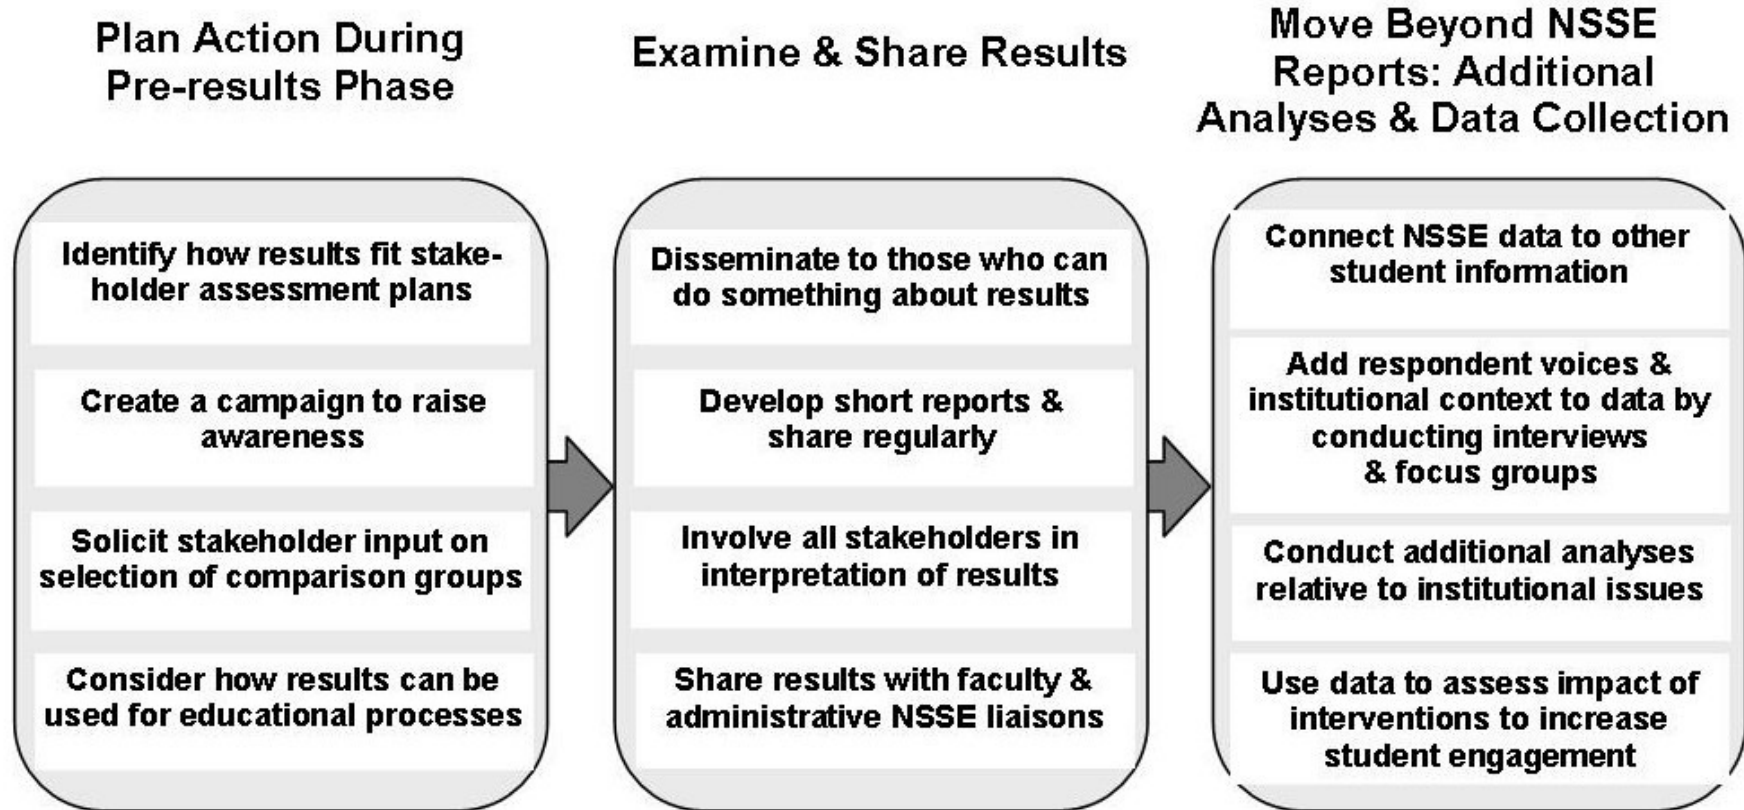 Plan Action During
Pre-results Phase
Identify how results fit stake-
holder assessment plans
Create a campaign to raise
awareness
Solicit stakeholder input on
selection of comparison groups
Consider how results can be
used for educational processes
Examine & Share Results
Disseminate to those who can
do something about results
Develop short reports &
share regularly
Involve all stakeholders in
interpretation of results
Share results with faculty &
administrative NSSE liaisons
Move Beyond NSSE
Reports: Additional
Analyses & Data Collection
Connect NSSE data to other
student information
Add respondent voices &
institutional context to data by
conducting interviews
& focus groups
Conduct additional analyses
relative to institutional issues
Use data to assess impact of
interventions to increase
student engagement